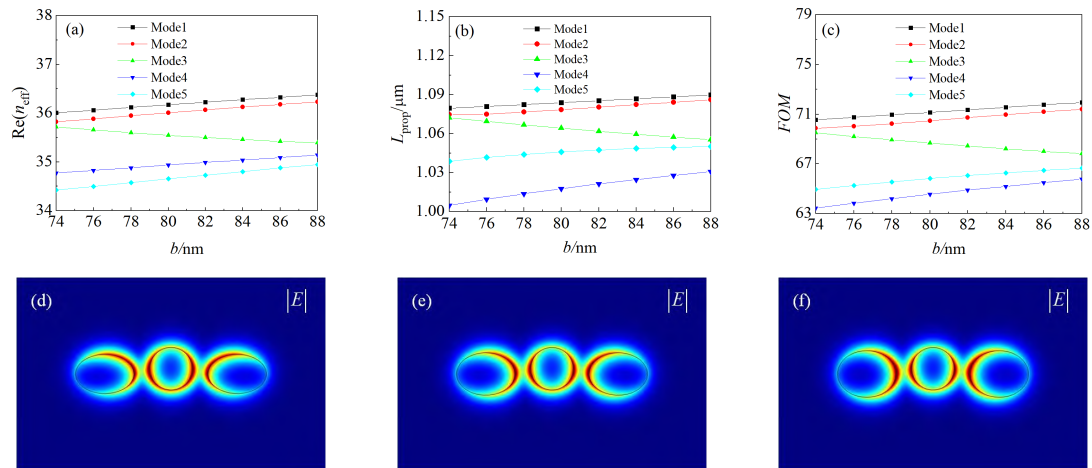 (a)
Mode1
Mode2
Mode3
Mode4
Mode5
38
37
36
35
34
Re(n_eff)
74 76 78 80 82 84 86 88
b/nm
(b)
Mode1
Mode2
Mode3
Mode4
Mode5
1.15
1.12
1.09
1.06
1.03
1.00
L_prop/μm
74 76 78 80 82 84 86 88
b/nm
(c)
Mode1
Mode2
Mode3
Mode4
Mode5
79
75
71
67
63
FOM
74 76 78 80 82 84 86 88
b/nm
(d)
|E|
(e)
|E|
(f)
|E|